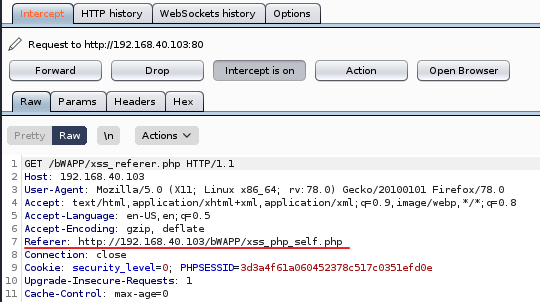 Intercept HTTP history WebSockets history Options
Request to http://192.168.40.103:80
Forward Drop Intercept is on Action Open Browser
Raw Params Headers Hex
Pretty Raw \n Actions
1 GET /bWAPP/xss_referer.php HTTP/1.1
2 Host: 192.168.40.103
3 User-Agent: Mozilla/5.0 (X11; Linux x86_64; rv:78.0) Gecko/20100101 Firefox/78.0
4 Accept: text/html,application/xhtml+xml,application/xml;q=0.9,image/webp,*/*;q=0.8
5 Accept-Language: en-US,en;q=0.5
6 Accept-Encoding: gzip, deflate
7 Referer: http://192.168.40.103/bWAPP/xss_php_self.php
8 Connection: close
9 Cookie: security_level=0; PHPSESSID=3d3a4f61a060452378c517c0351efd0e
10 Upgrade-Insecure-Requests: 1
11 Cache-Control: max-age=0